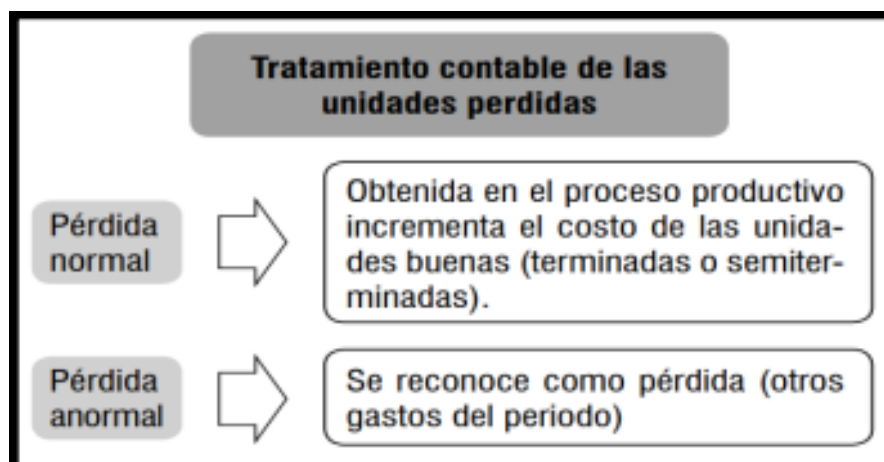 Tratamiento contable de las
unidades perdidas
Pérdida
normal
Obtenida en el proceso productivo
incrementa el costo de las unida-
des buenas (terminadas o semiter-
minadas).
Pérdida
anormal
Se reconoce como pérdida (otros
gastos del periodo)